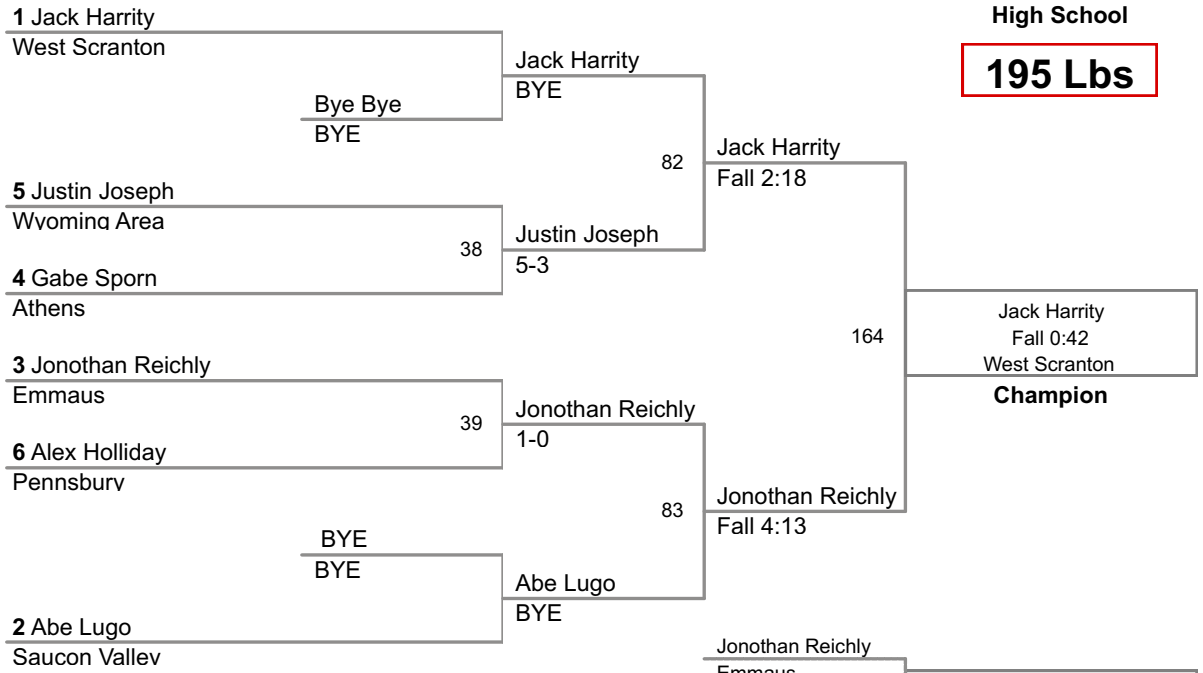 1 Jack Harrity
West Scranton
High School
195 Lbs
Jack Harrity
BYE
Bye Bye
BYE
82
Jack Harrity
Fall 2:18
5 Justin Joseph
Wyoming Area
38
Justin Joseph
5-3
4 Gabe Sporn
Athens
164
Jack Harrity
Fall 0:42
West Scranton
Champion
3 Jonothan Reichly
Emmaus
39
Jonothan Reichly
1-0
6 Alex Holliday
Pennsbury
83
Jonothan Reichly
Fall 4:13
BYE
BYE
Abe Lugo
BYE
2 Abe Lugo
Saucon Valley
Jonothan Reichly
Emmaus